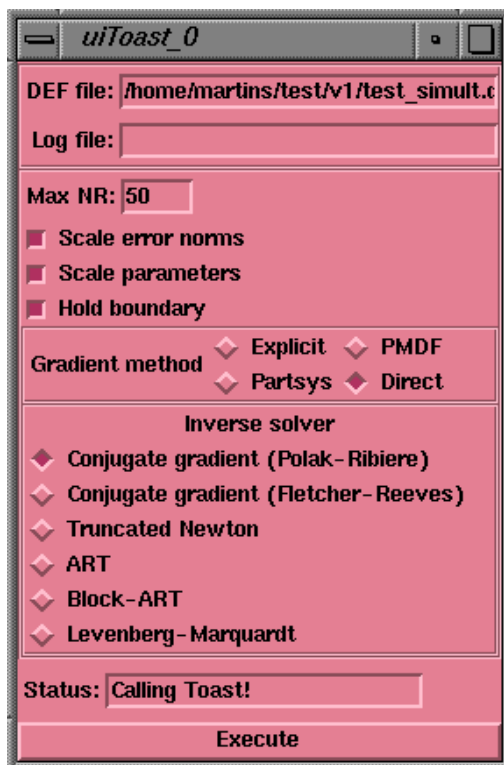 uiToast_0
DEF file: /home/martins/test/v1/test_simult.
Log file:
Max NR: 50
Scale error norms
Scale parameters
Hold boundary
Gradient method
Explicit PMDF
Partsys Direct
Inverse solver
Conjugate gradient (Polak-Ribiere)
Conjugate gradient (Fletcher-Reeves)
Truncated Newton
ART
Block-ART
Levenberg-Marquardt
Status: Calling Toast!
Execute